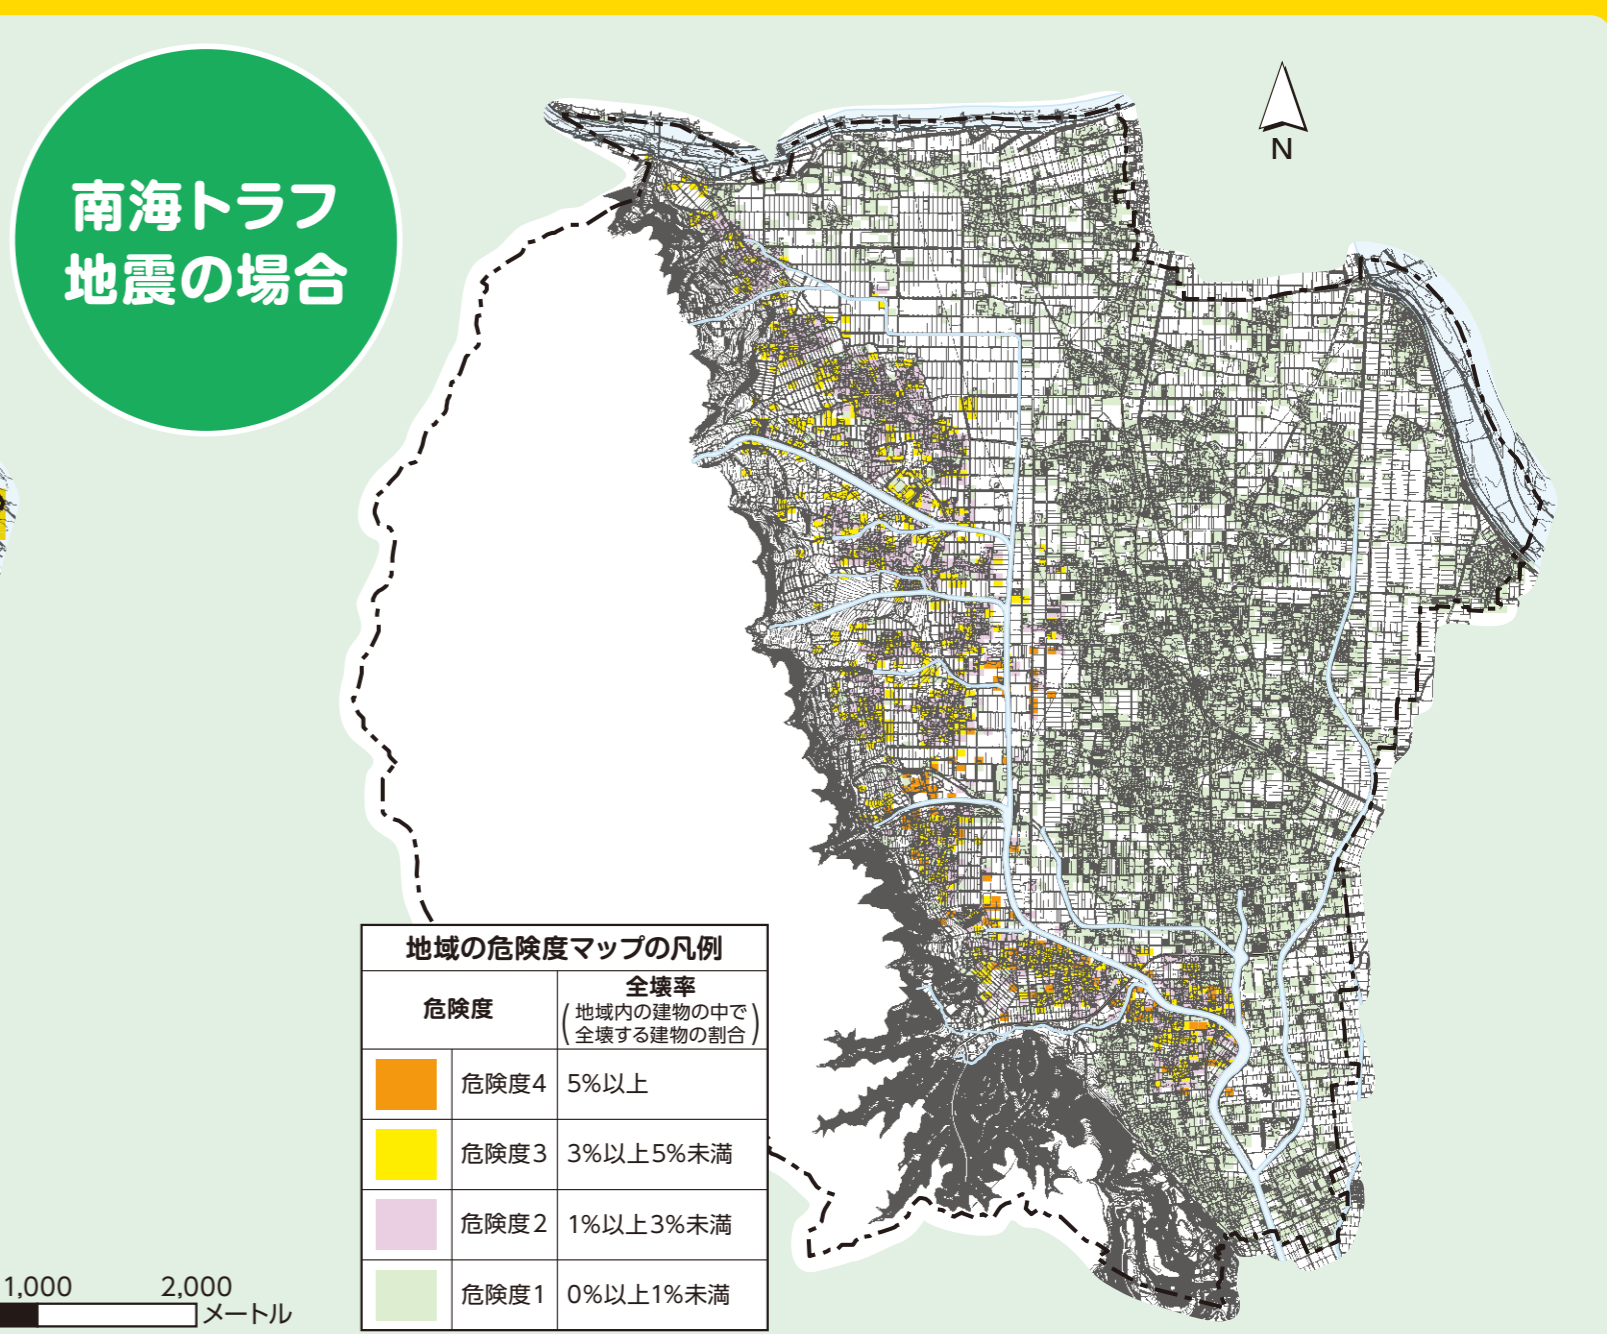 南海トラフ
地震の場合
N
地域の危険度マップの凡例
危険度
全壊率
(地域内の建物の中で
全壊する建物の割合)
危険度4 5%以上
危険度3 3%以上5%未満
危険度2 1%以上3%未満
危険度1 0%以上1%未満
1,000 2,000
メートル